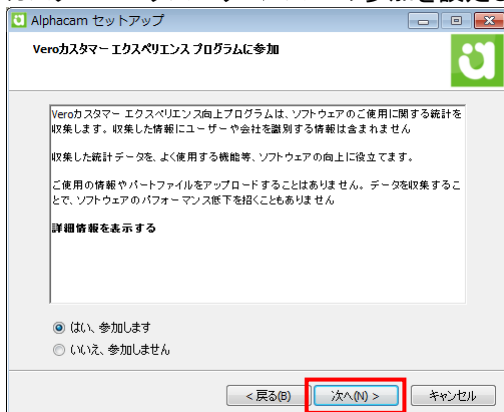 Alphacam セットアップ
Veroカスタマー エクスペリエンス プログラムに参加
Veroカスタマー エクスペリエンス向上プログラムは、ソフトウェアのご使用に関する統計を
収集します。収集した情報にユーザーや会社を識別する情報は含まれません
収集した統計データを、よく使用する機能等、ソフトウェアの向上に役立てます。
ご使用の情報やパートファイルをアップロードすることはありません。データを収集するこ
とで、ソフトウェアのパフォーマンス低下を招くこともありません
詳細情報を表示する
はい、参加します
いいえ、参加しません
< 戻る(B)
次へ(N) >
キャンセル